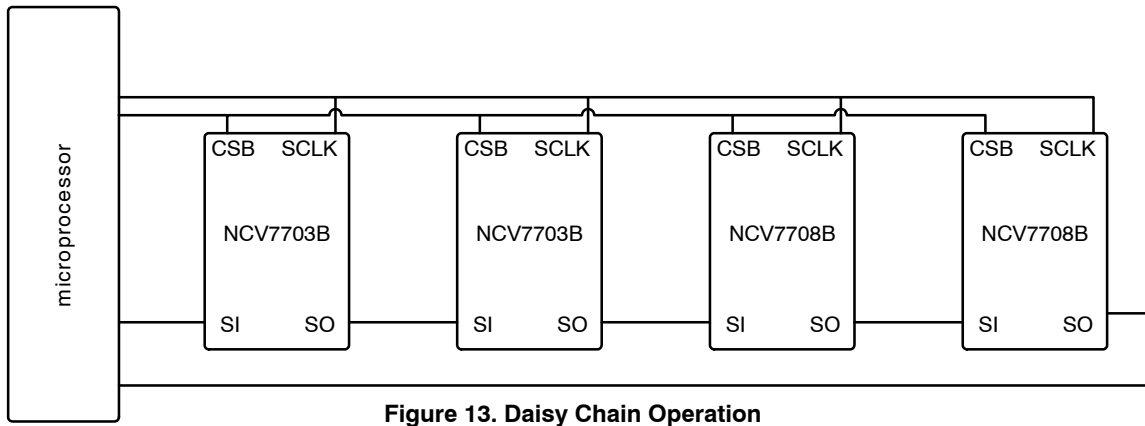 microprocessor
CSB SCLK CSB SCLK CSB SCLK CSB SCLK
NCV7703B NCV7703B NCV7708B NCV7708B
SI SO SI SO SI SO SI SO
Figure 13. Daisy Chain Operation